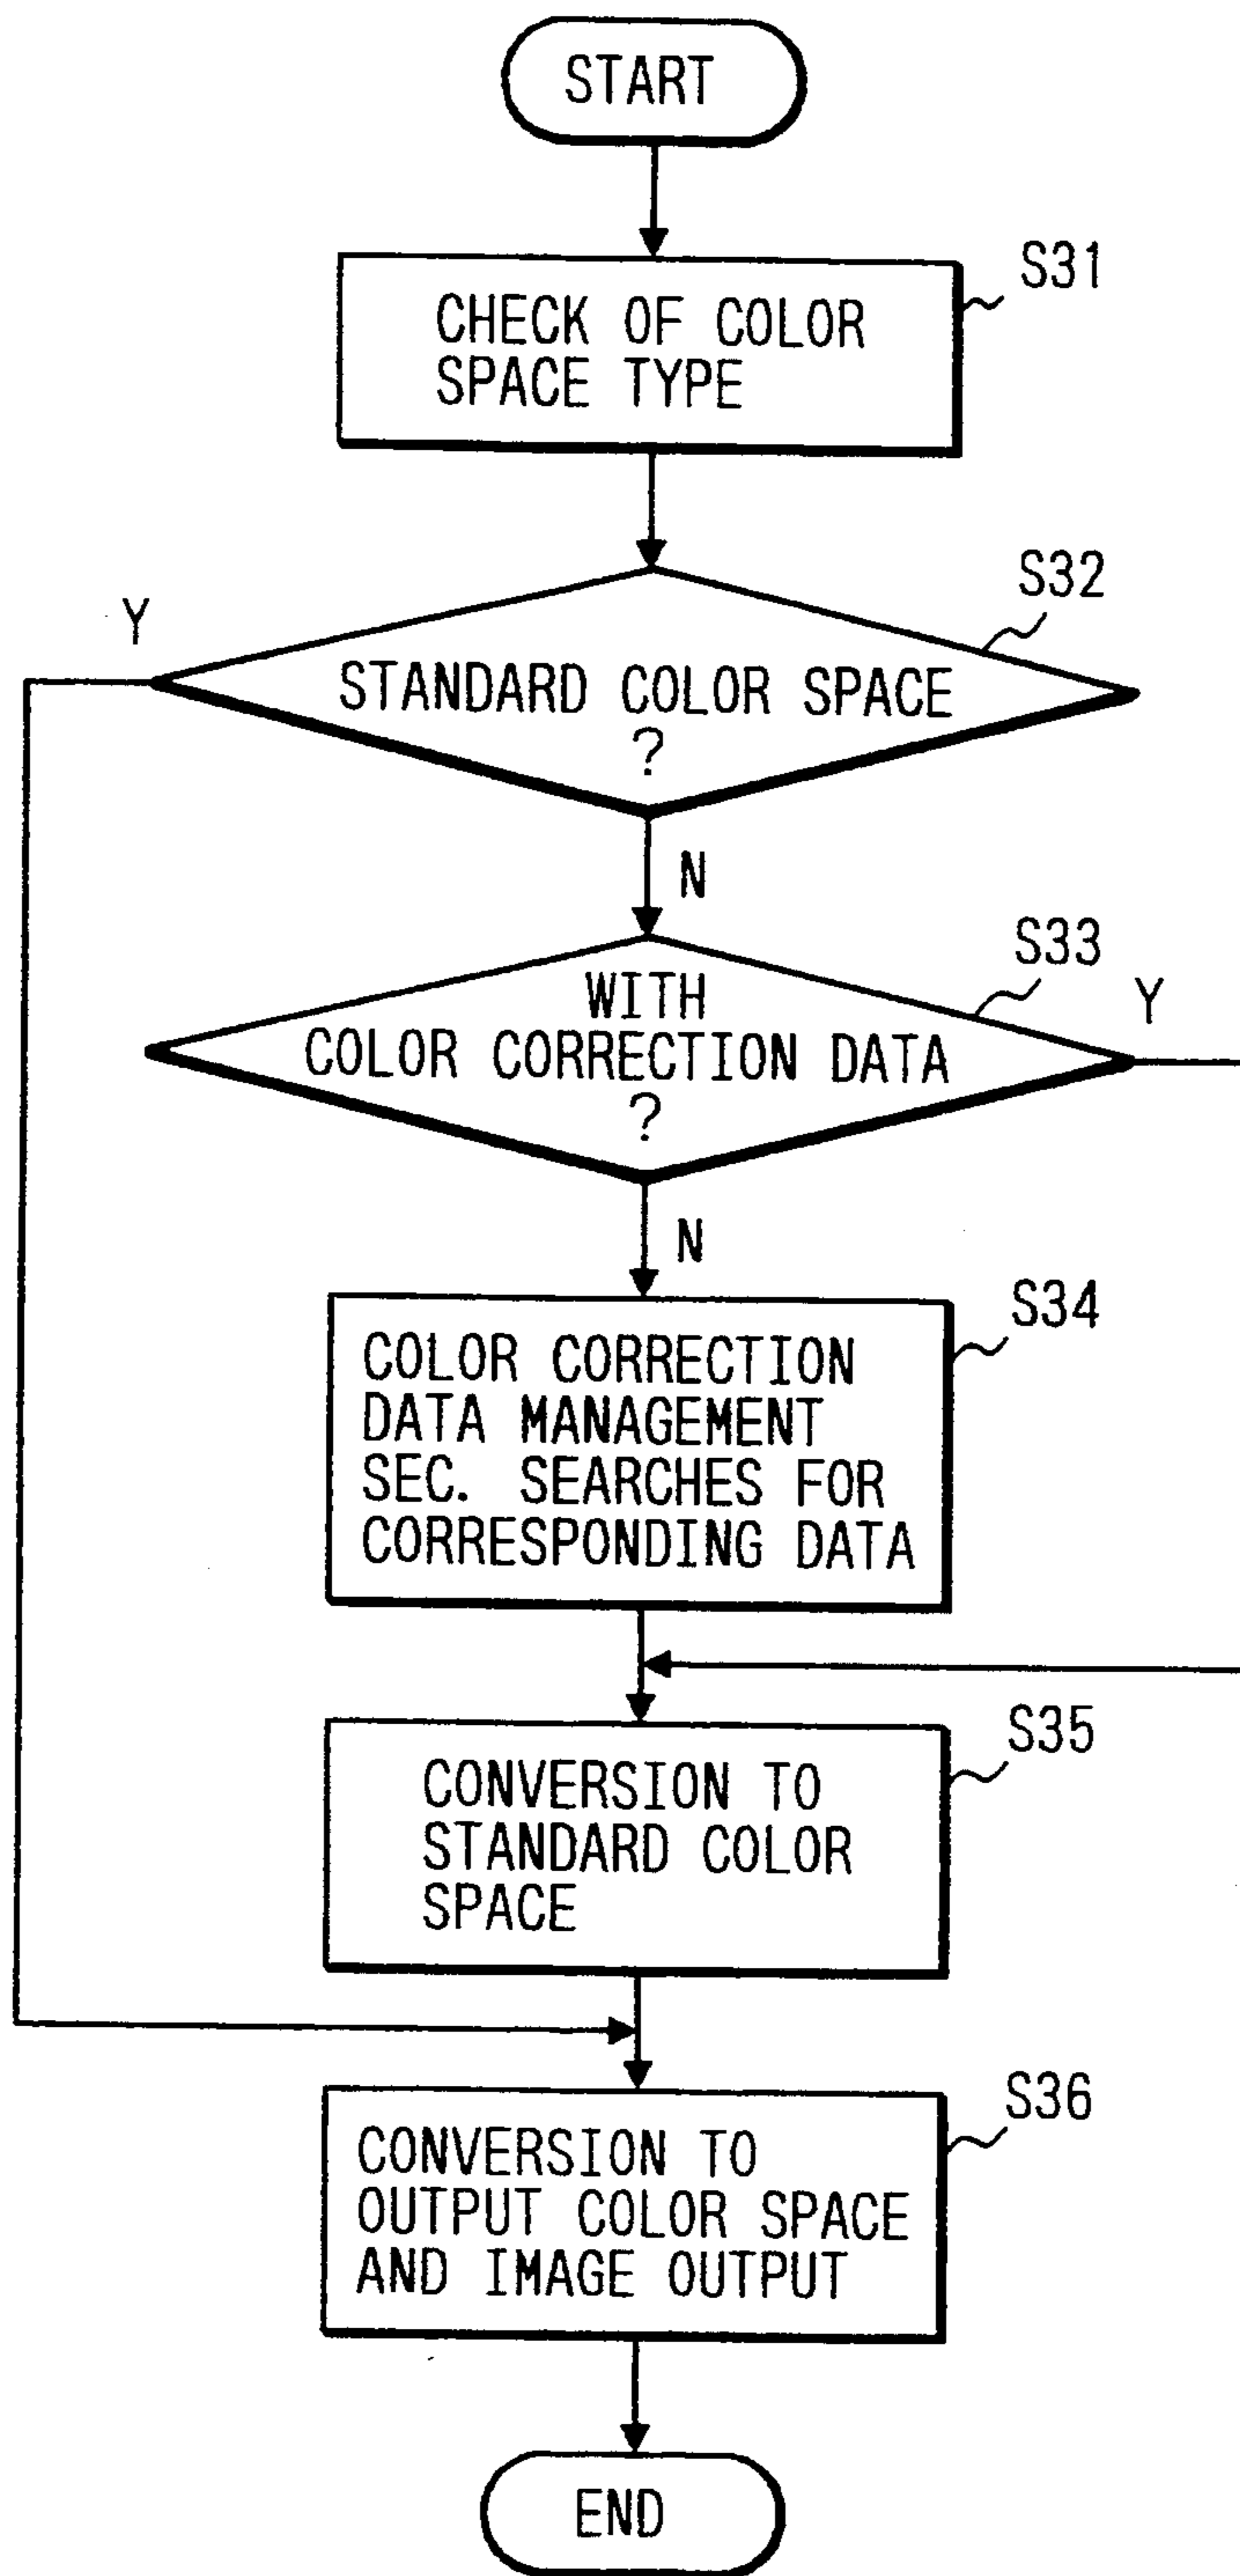 START
S31
CHECK OF COLOR
SPACE TYPE
S32
Y
STANDARD COLOR SPACE
?
N
S33
WITH
Y
COLOR CORRECTION DATA
?
N
S34
COLOR CORRECTION
DATA MANAGEMENT
SEC. SEARCHES FOR
CORRESPONDING DATA
S35
CONVERSION TO
STANDARD COLOR
SPACE
S36
CONVERSION TO
OUTPUT COLOR SPACE
AND IMAGE OUTPUT
END